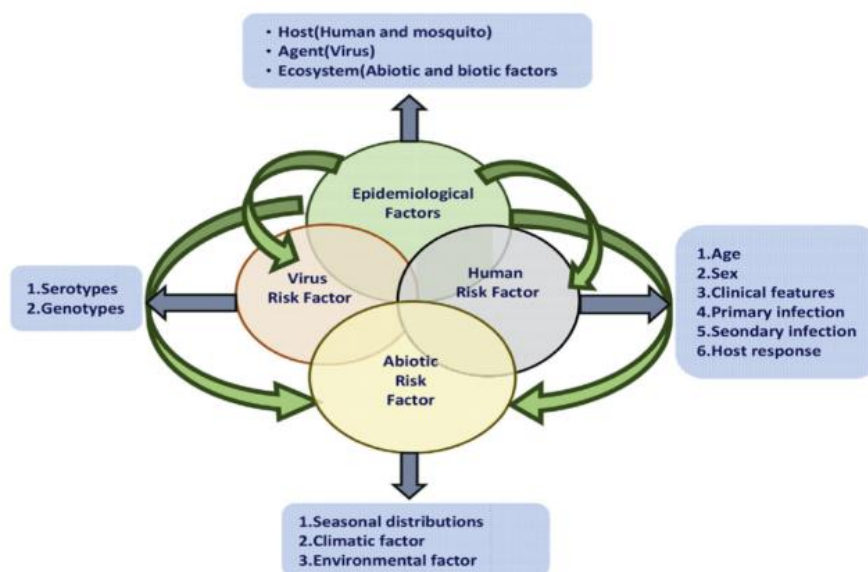 • Host(Human and mosquito)
• Agent(Virus)
• Ecosystem(Abiotic and biotic factors
Epidemiological
Factors
Virus
Risk Factor
Human
Risk Factor
1.Serotypes
2.Genotypes
1.Age
2.Sex
3.Clinical features
4.Primary infection
5.Seondary infection
6.Host response
Abiotic
Risk
Factor
1.Seasonal distributions
2.Climatic factor
3.Environmental factor